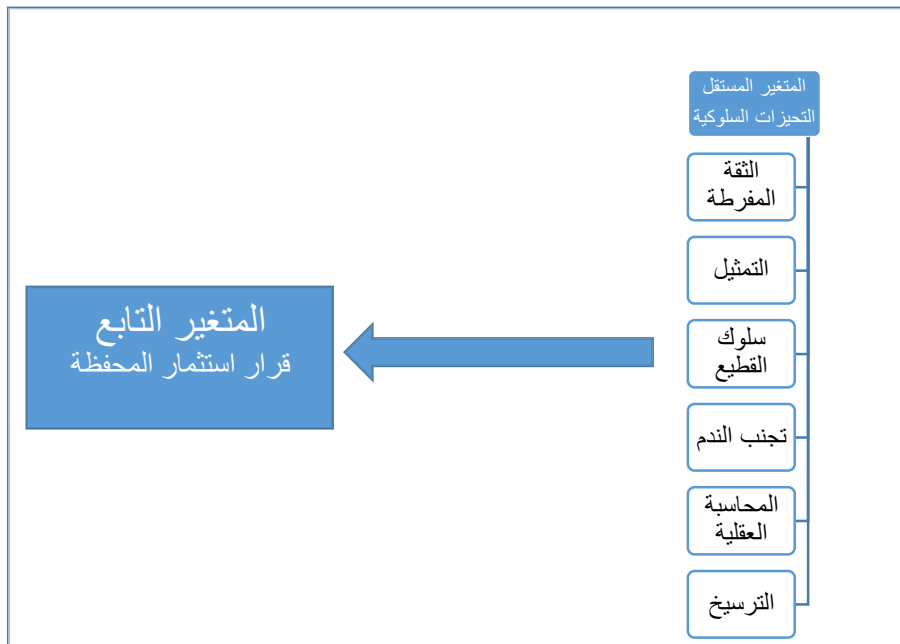 المتغير المستقل
التحيزات السلوكية
الثقة
المفرطة
التمثيل
سلوك
القطيع
تجنب الندم
المحاسبة
العقلية
الترسيخ
المتغير التابع
قرار استثمار المحفظة